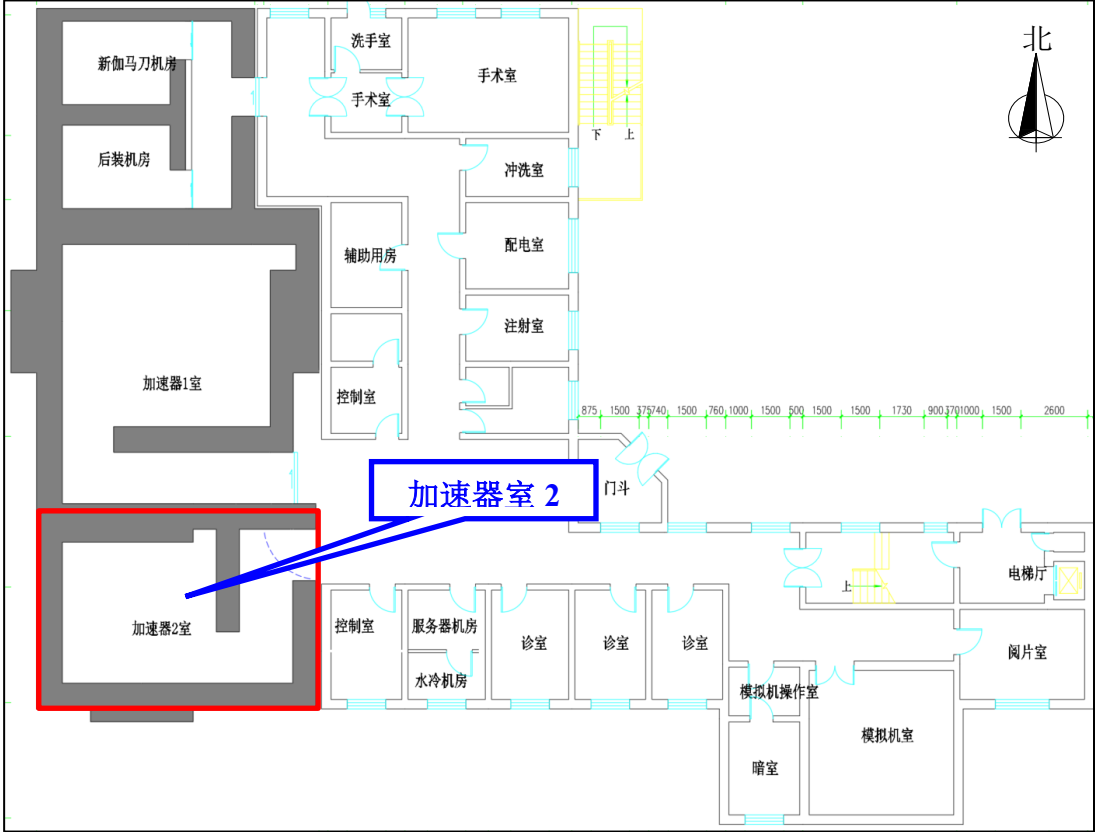 北
洗手室
新伽马刀机房
手术室
手术室
下 上
后装机房
冲洗室
辅助用房
配电室
注射室
加速器1室
控制室
875 1500 375740 1500 760 1000 1500 500 1500 1500 1730 900 3701000 1500 2600
加速器室 2
门斗
电梯厅
上
加速器2室
控制室
服务器机房
诊室
诊室
诊室
阅片室
水冷机房
模拟机操作室
模拟机室
暗室